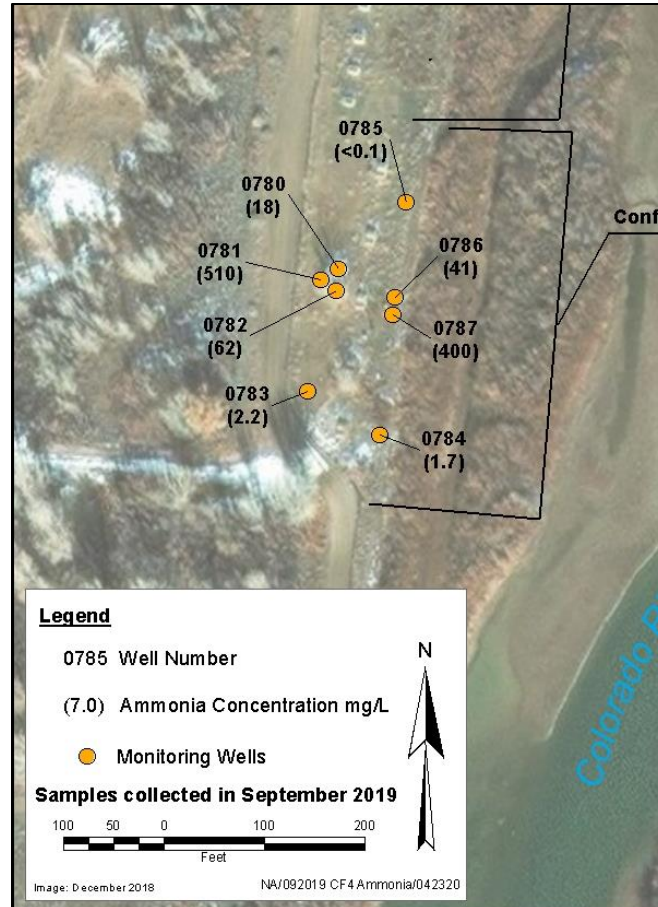 0785
(<0.1)
0780
(18)
0781
(510)
0786
(41)
0782
(62)
0787
(400)
0783
(2.2)
0784
(1.7)
Conf
Colorado R
Legend
0785 Well Number
(7.0) Ammonia Concentration mg/L
Monitoring Wells
N
Samples collected in September 2019
100 50 0 100 200
Feet
Image: December 2018
NA/092019 CF4 Ammonia/042320